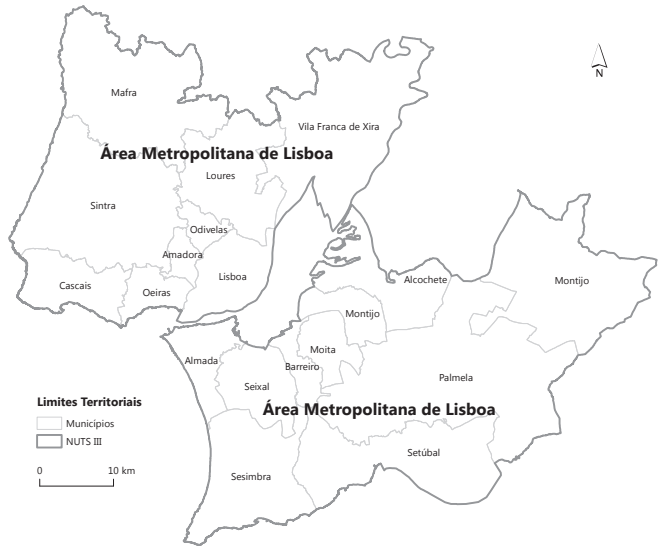 Mafra
N
Vila Franca de Xira
Área Metropolitana de Lisboa
Loures
Sintra
Odivelas
Amadora
Lisboa
Cascais
Oeiras
Alcochete
Montijo
Montijo
Moita
Almada
Barreiro
Seixal
Palmela
Área Metropolitana de Lisboa
Limites Territoriais
Municípios
NUTS III
Setúbal
Sesimbra
0 10 km